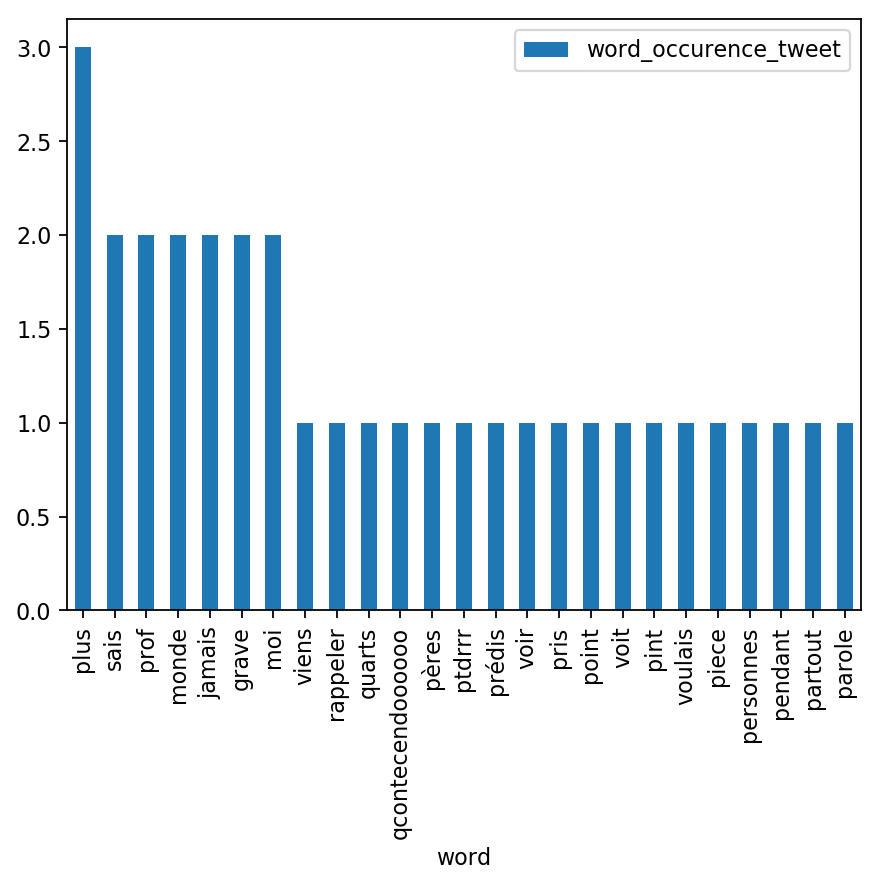 word_occurence_tweet
3.0
2.5
2.0
1.5
1.0
0.5
0.0
plus
sais
prof
monde
jamais
grave
moi
viens
rappeler
quarts
qcontecendoooooo
pères
ptdrrr
prédis
voir
pris
point
voit
pint
voulais
piece
personnes
pendant
partout
parole
word